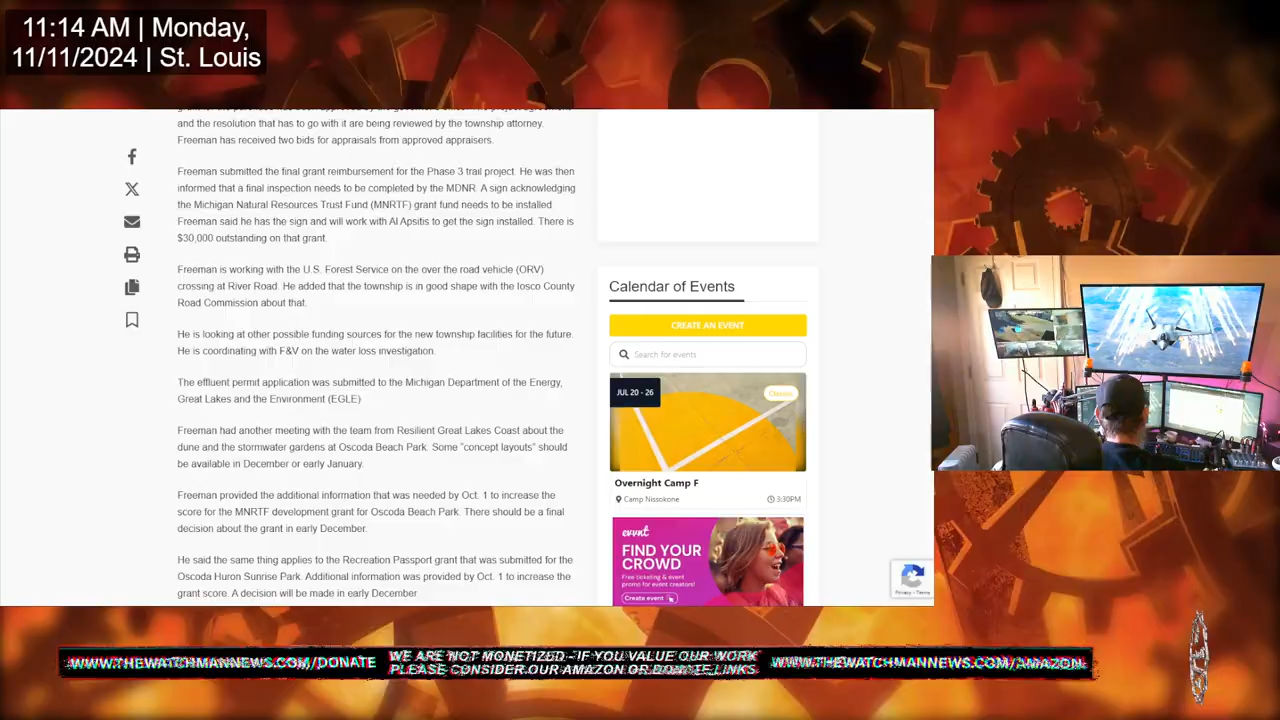 11:14 AM | Monday,
11/11/2024 | St. Louis
and the resolution that has to go with it are being reviewed by the township attorney.
Freeman has received two bids for appraisals from approved appraisers.
Freeman submitted the final grant reimbursement for the Phase 3 trail project. He was then
informed that a final inspection needs to be completed by the MDNR. A sign acknowledging
the Michigan Natural Resources Trust Fund (MNRTF) grant fund needs to be installed.
Freeman said he has the sign and will work with Al Apsitis to get the sign installed. There is
$30,000 outstanding on that grant.
Freeman is working with the U.S. Forest Service on the over the road vehicle (ORV)
crossing at River Road. He added that the township is in good shape with the Iosco County
Road Commission about that.
He is looking at other possible funding sources for the new township facilities for the future.
He is coordinating with F&V on the water loss investigation.
The effluent permit application was submitted to the Michigan Department of the Energy,
Great Lakes and the Environment (EGLE)
Freeman had another meeting with the team from Resilient Great Lakes Coast about the
dune and the stormwater gardens at Oscoda Beach Park. Some "concept layouts" should
be available in December or early January.
Freeman provided the additional information that was needed by Oct. 1 to increase the
score for the MNRTF development grant for Oscoda Beach Park. There should be a final
decision about the grant in early December.
He said the same thing applies to the Recreation Passport grant that was submitted for the
Oscoda Huron Sunrise Park. Additional information was provided by Oct. 1 to increase the
grant score. A decision will be made in early December
Calendar of Events
CREATE AN EVENT
Search for events
JUL 20 - 26
Classes
Overnight Camp F
Camp Nissokone
3:30PM
evvnt
FIND YOUR
CROWD
Free ticketing & event
promo for event creators!
Create event
Privacy - Terms
WWW.THEWATCHMANNEWS.COM/DONATE
WE ARE NOT MONETIZED - IF YOU VALUE OUR WORK
PLEASE CONSIDER OUR AMAZON OR DONATE LINKS
WWW.THEWATCHMANNEWS.COM/AMAZON